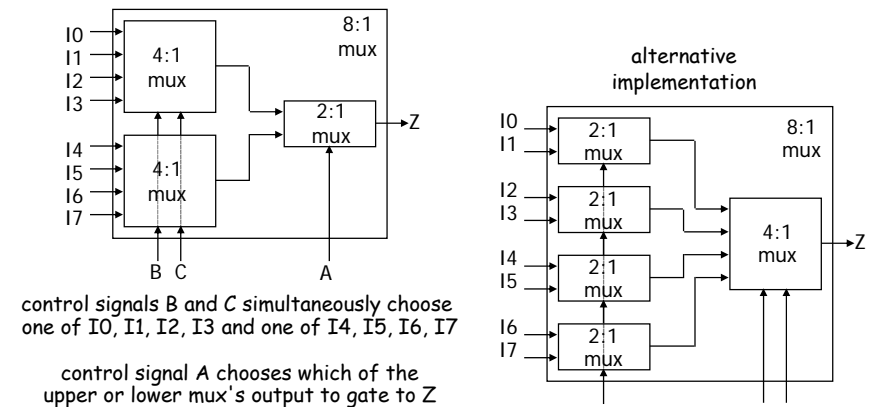 I0
I1
I2
I3
4:1
mux
8:1
mux
2:1
mux
Z
I4
I5
I6
I7
4:1
mux
B C
A
control signals B and C simultaneously choose
one of I0, I1, I2, I3 and one of I4, I5, I6, I7
control signal A chooses which of the
upper or lower mux's output to gate to Z
alternative
implementation
I0
I1
2:1
mux
8:1
mux
I2
I3
2:1
mux
4:1
mux
Z
I4
I5
2:1
mux
I6
I7
2:1
mux